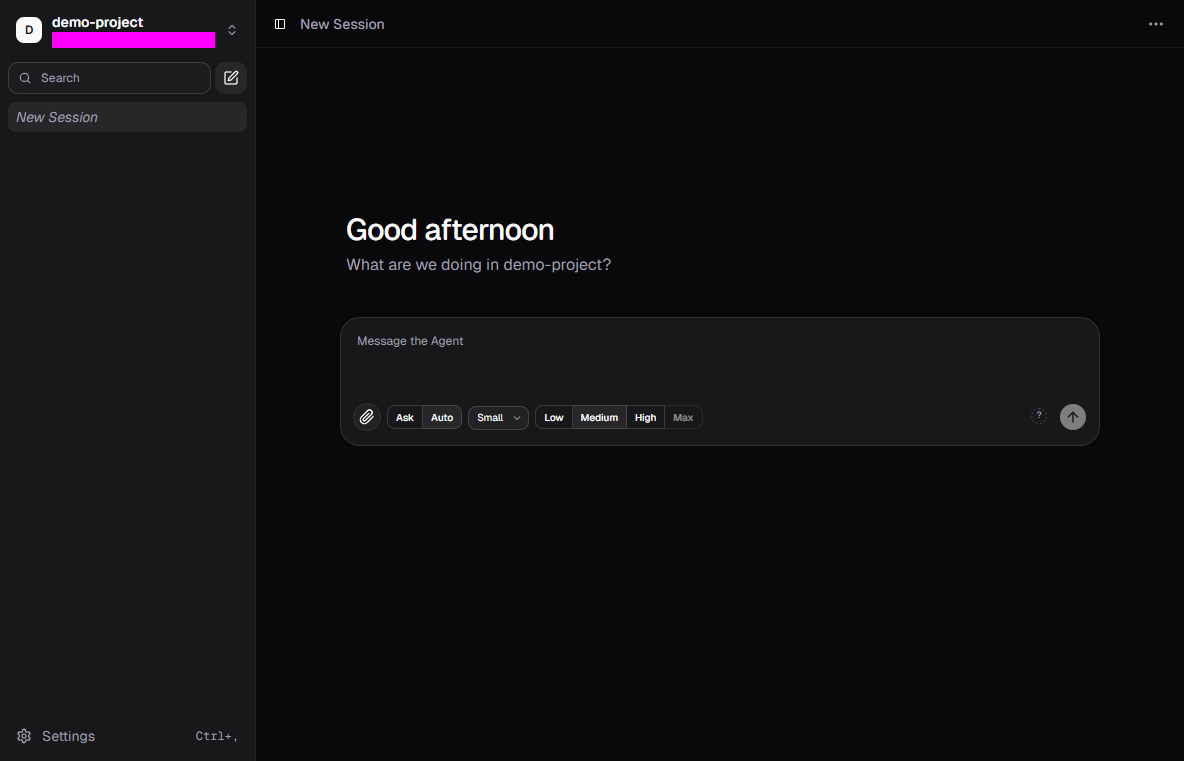 D
demo-project
Search
New Session
Settings
Ctrl+,
New Session
Good afternoon
What are we doing in demo-project?
Message the Agent
Ask Auto Small Low Medium High Max ?